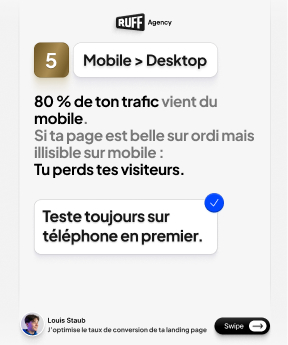 RUFF Agency
5 Mobile > Desktop
80 % de ton trafic vient du
mobile.
Si ta page est belle sur ordi mais
illisible sur mobile :
Tu perds tes visiteurs.
Teste toujours sur
téléphone en premier.
Louis Staub
J'optimise le taux de conversion de ta landing page
Swipe